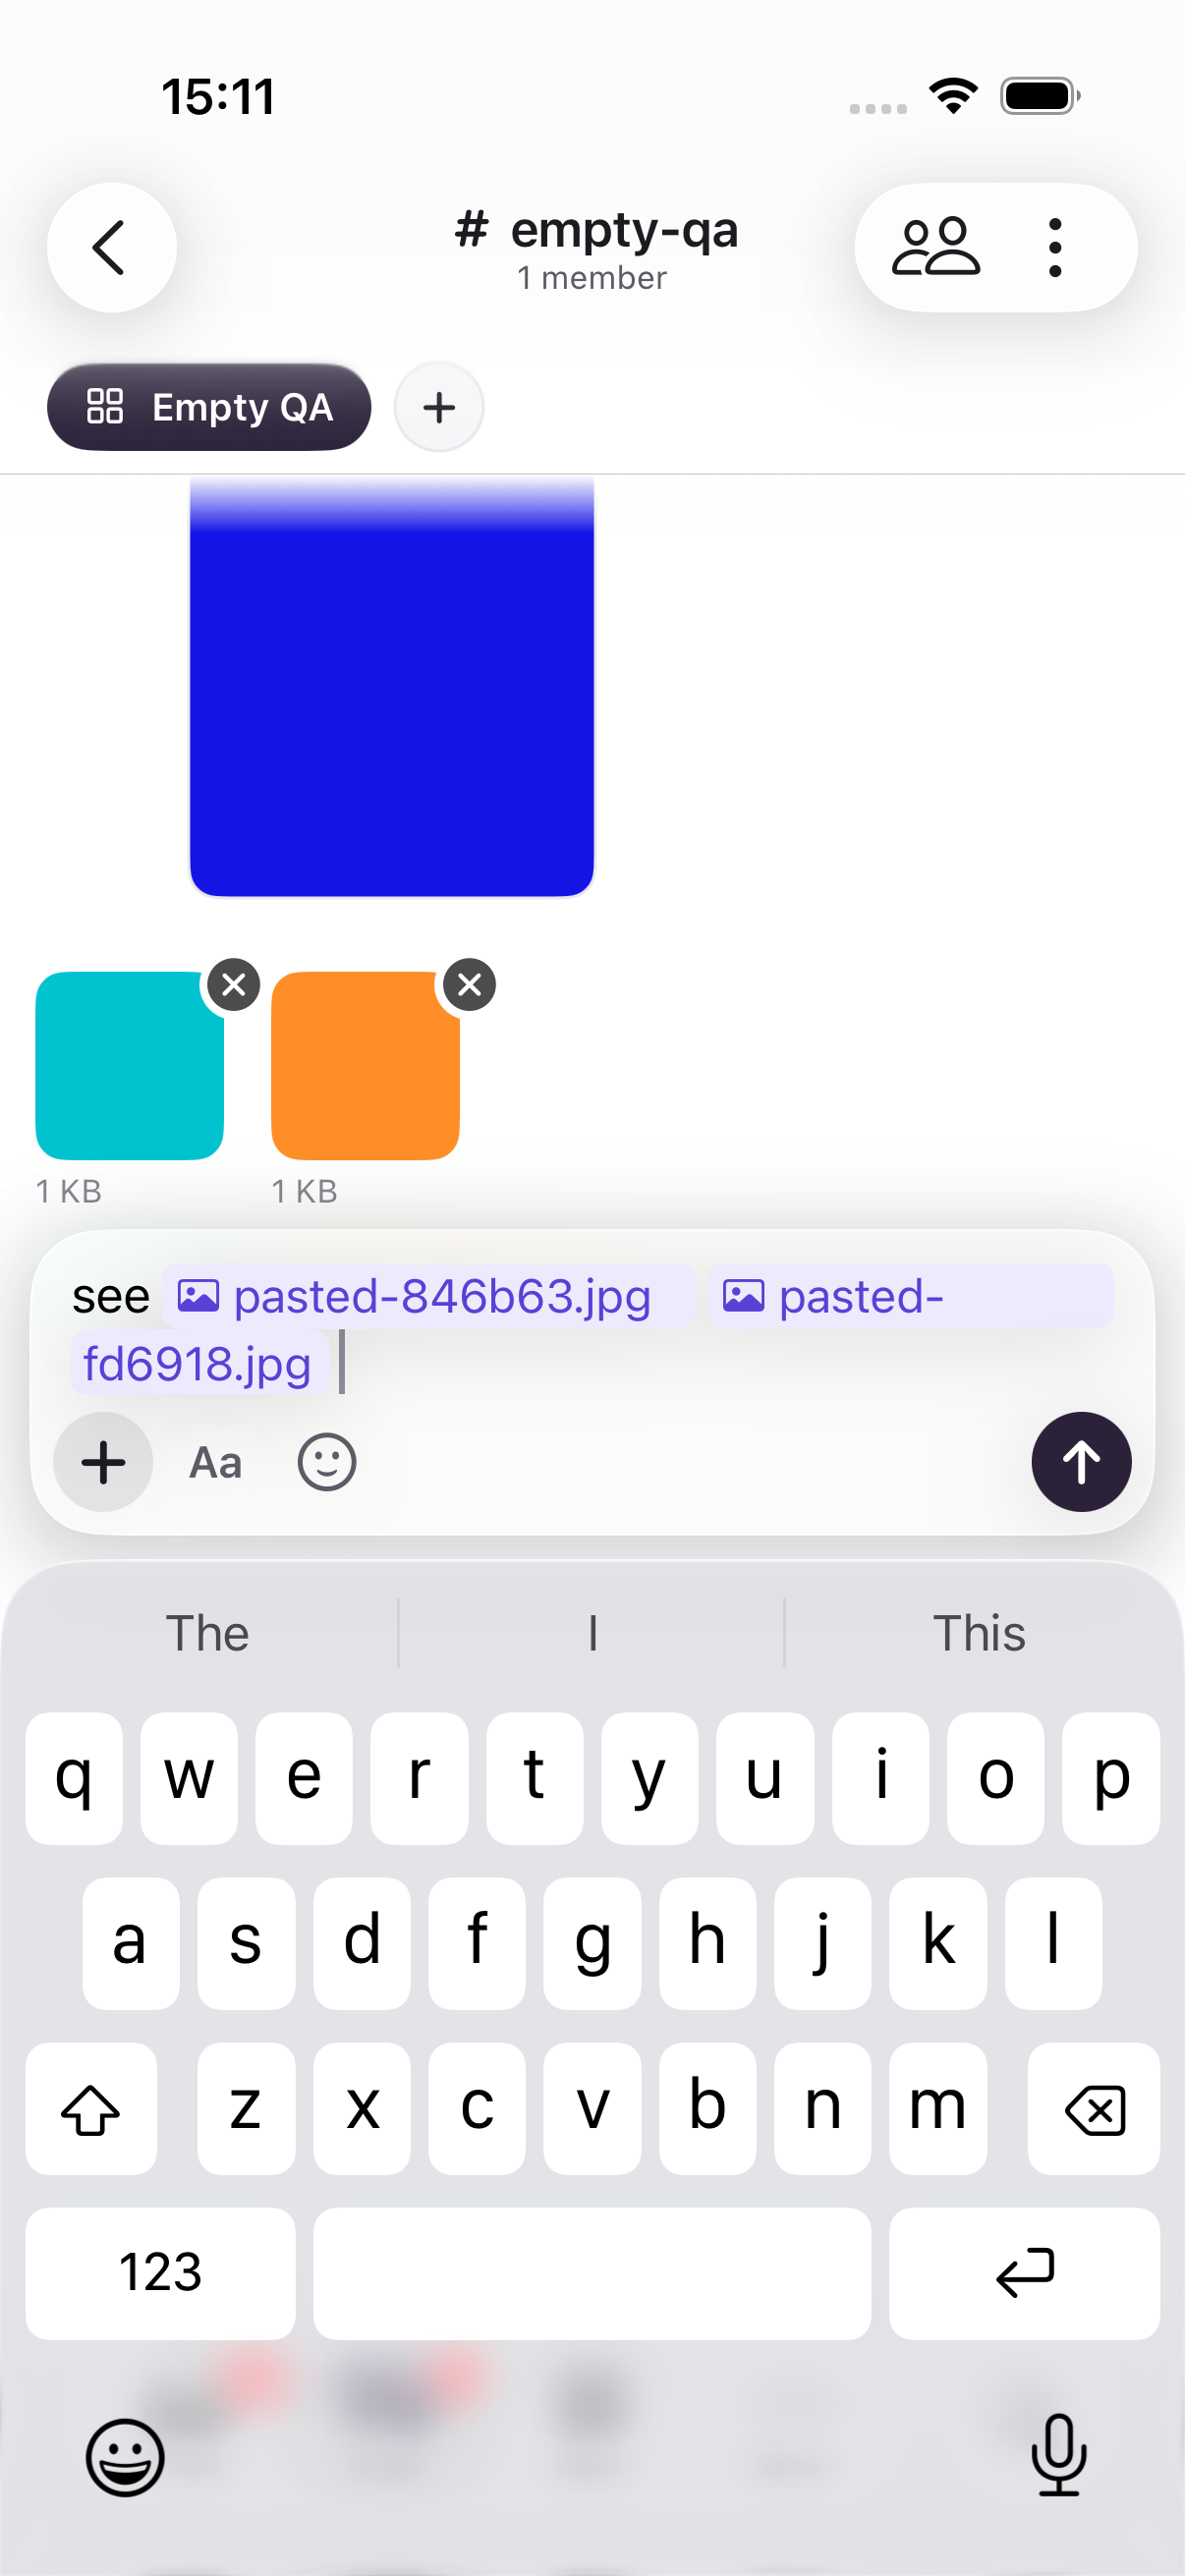 15:11
# empty-qa
1 member
Empty QA
1 KB 1 KB
see pasted-846b63.jpg pasted-
fd6918.jpg
Aa
The I This
q w e r t y u i o p
a s d f g h j k l
z x c v b n m
123